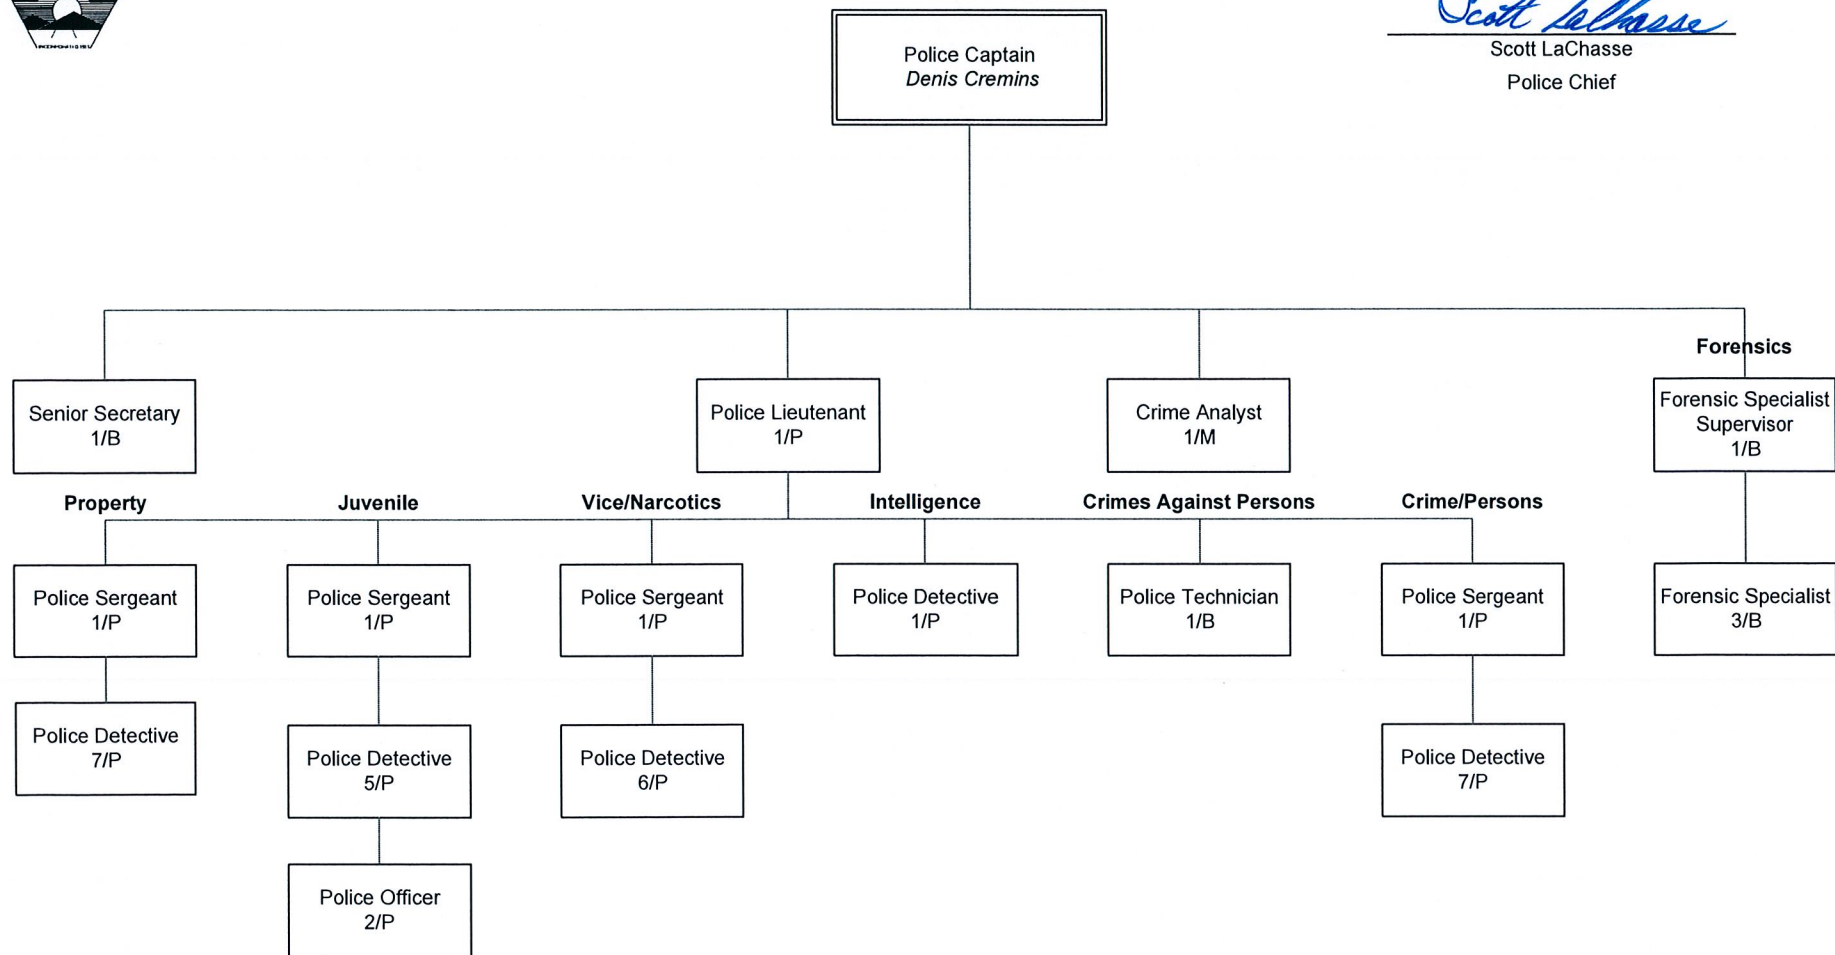 Scott LaChasse
Scott LaChasse
Police Chief
Police Captain
Denis Cremins
Senior Secretary
1/B
Police Lieutenant
1/P
Crime Analyst
1/M
Forensics
Forensic Specialist
Supervisor
1/B
Property
Juvenile
Vice/Narcotics
Intelligence
Crimes Against Persons
Crime/Persons
Police Sergeant
1/P
Police Sergeant
1/P
Police Sergeant
1/P
Police Detective
1/P
Police Technician
1/B
Police Sergeant
1/P
Forensic Specialist
3/B
Police Detective
7/P
Police Detective
5/P
Police Detective
6/P
Police Detective
7/P
Police Officer
2/P